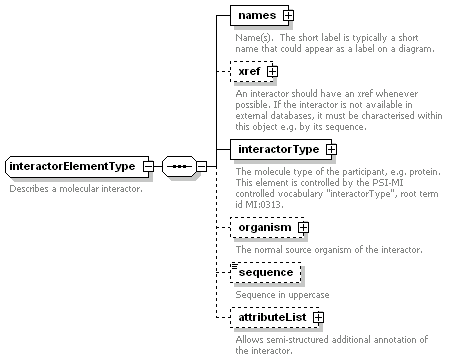 names
Name(s).  The short label is typically a short
name that could appear as a label on a diagram.
xref
An interactor should have an xref whenever
possible. If the interactor is not available in
external databases, it must be characterised within
this object e.g. by its sequence.
interactorType
The molecule type of the participant, e.g. protein.
This element is controlled by the PSI-MI
controlled vocabulary "interactorType", root term
id MI:0313.
interactorElementType
Describes a molecular interactor.
organism
The normal source organism of the interactor.
sequence
Sequence in uppercase
attributeList
Allows semi-structured additional annotation of
the interactor.